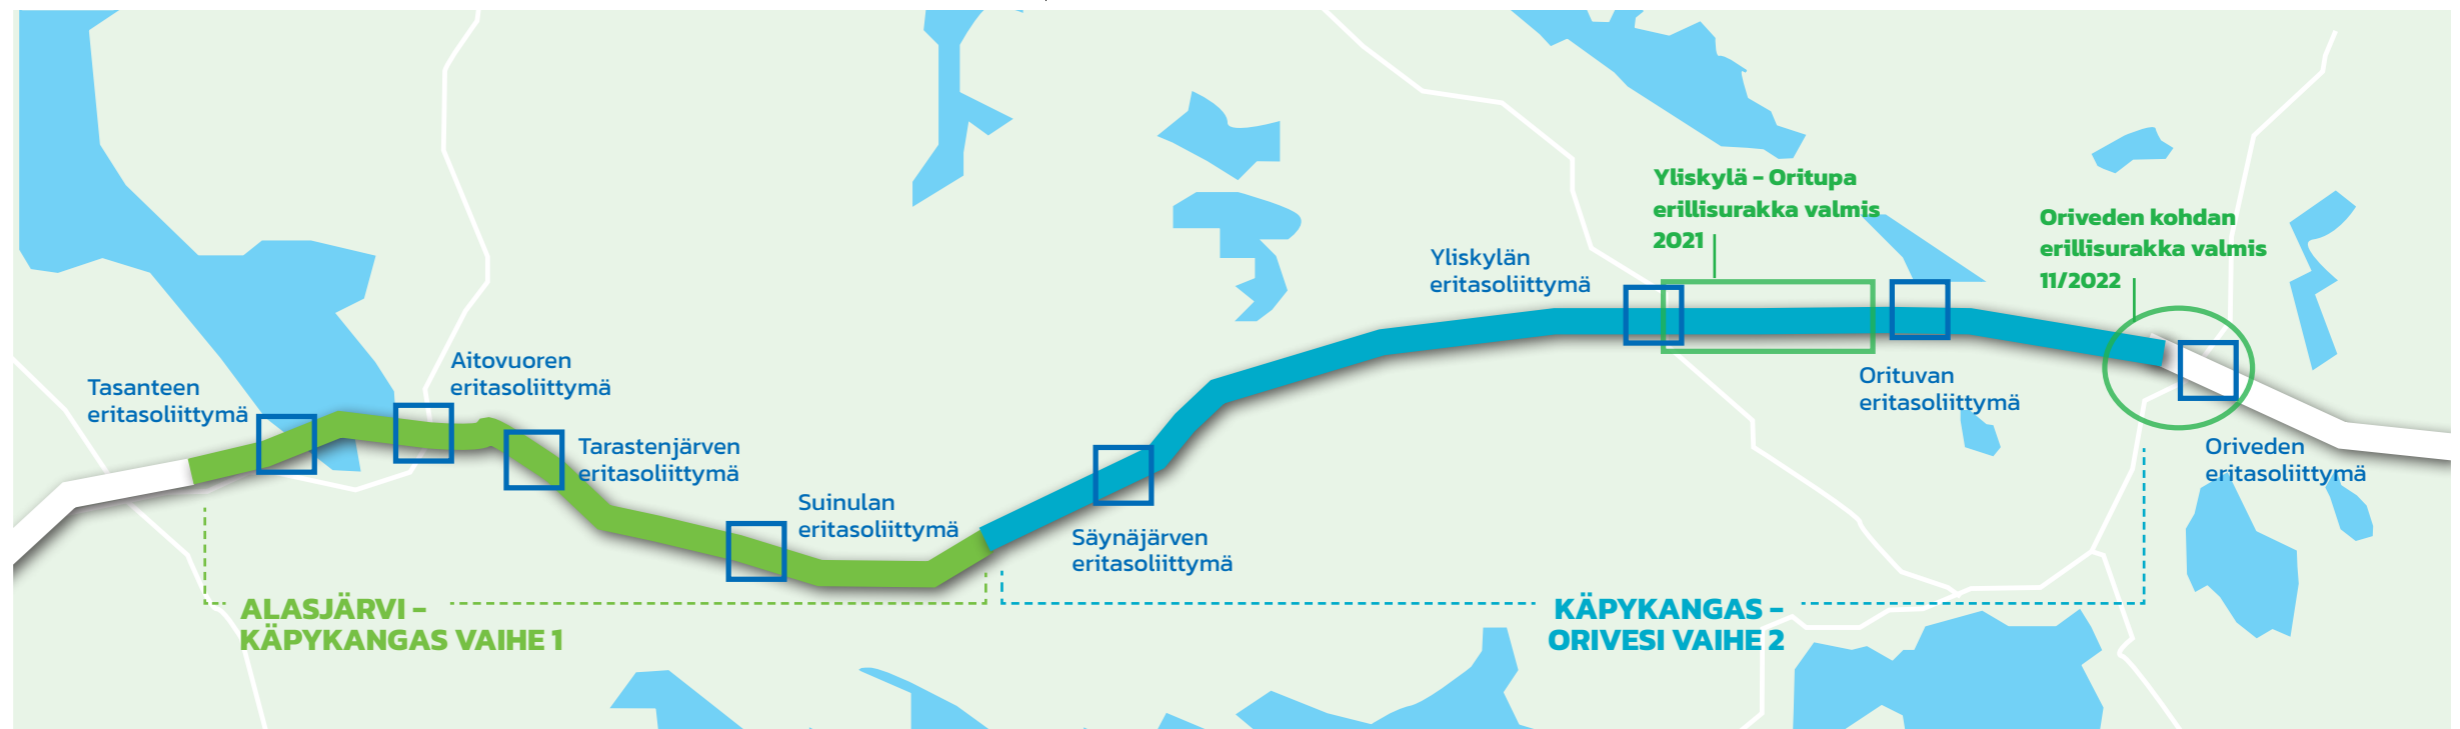 Tasanteen
eritasoliittymä
Aitovuoren
eritasoliittymä
Tarastenjärven
eritasoliittymä
Suinulan
eritasoliittymä
ALASJÄRVI –
KÄPYKANGAS VAIHE 1
Säynäjärven
eritasoliittymä
Yliskylän
eritasoliittymä
Yliskylä – Oritupa
erillisurakka valmis
2021
Orituvan
eritasoliittymä
Oriveden kohdan
erillisurakka valmis
11/2022
Oriveden
eritasoliittymä
KÄPYKANGAS –
ORIVESI VAIHE 2